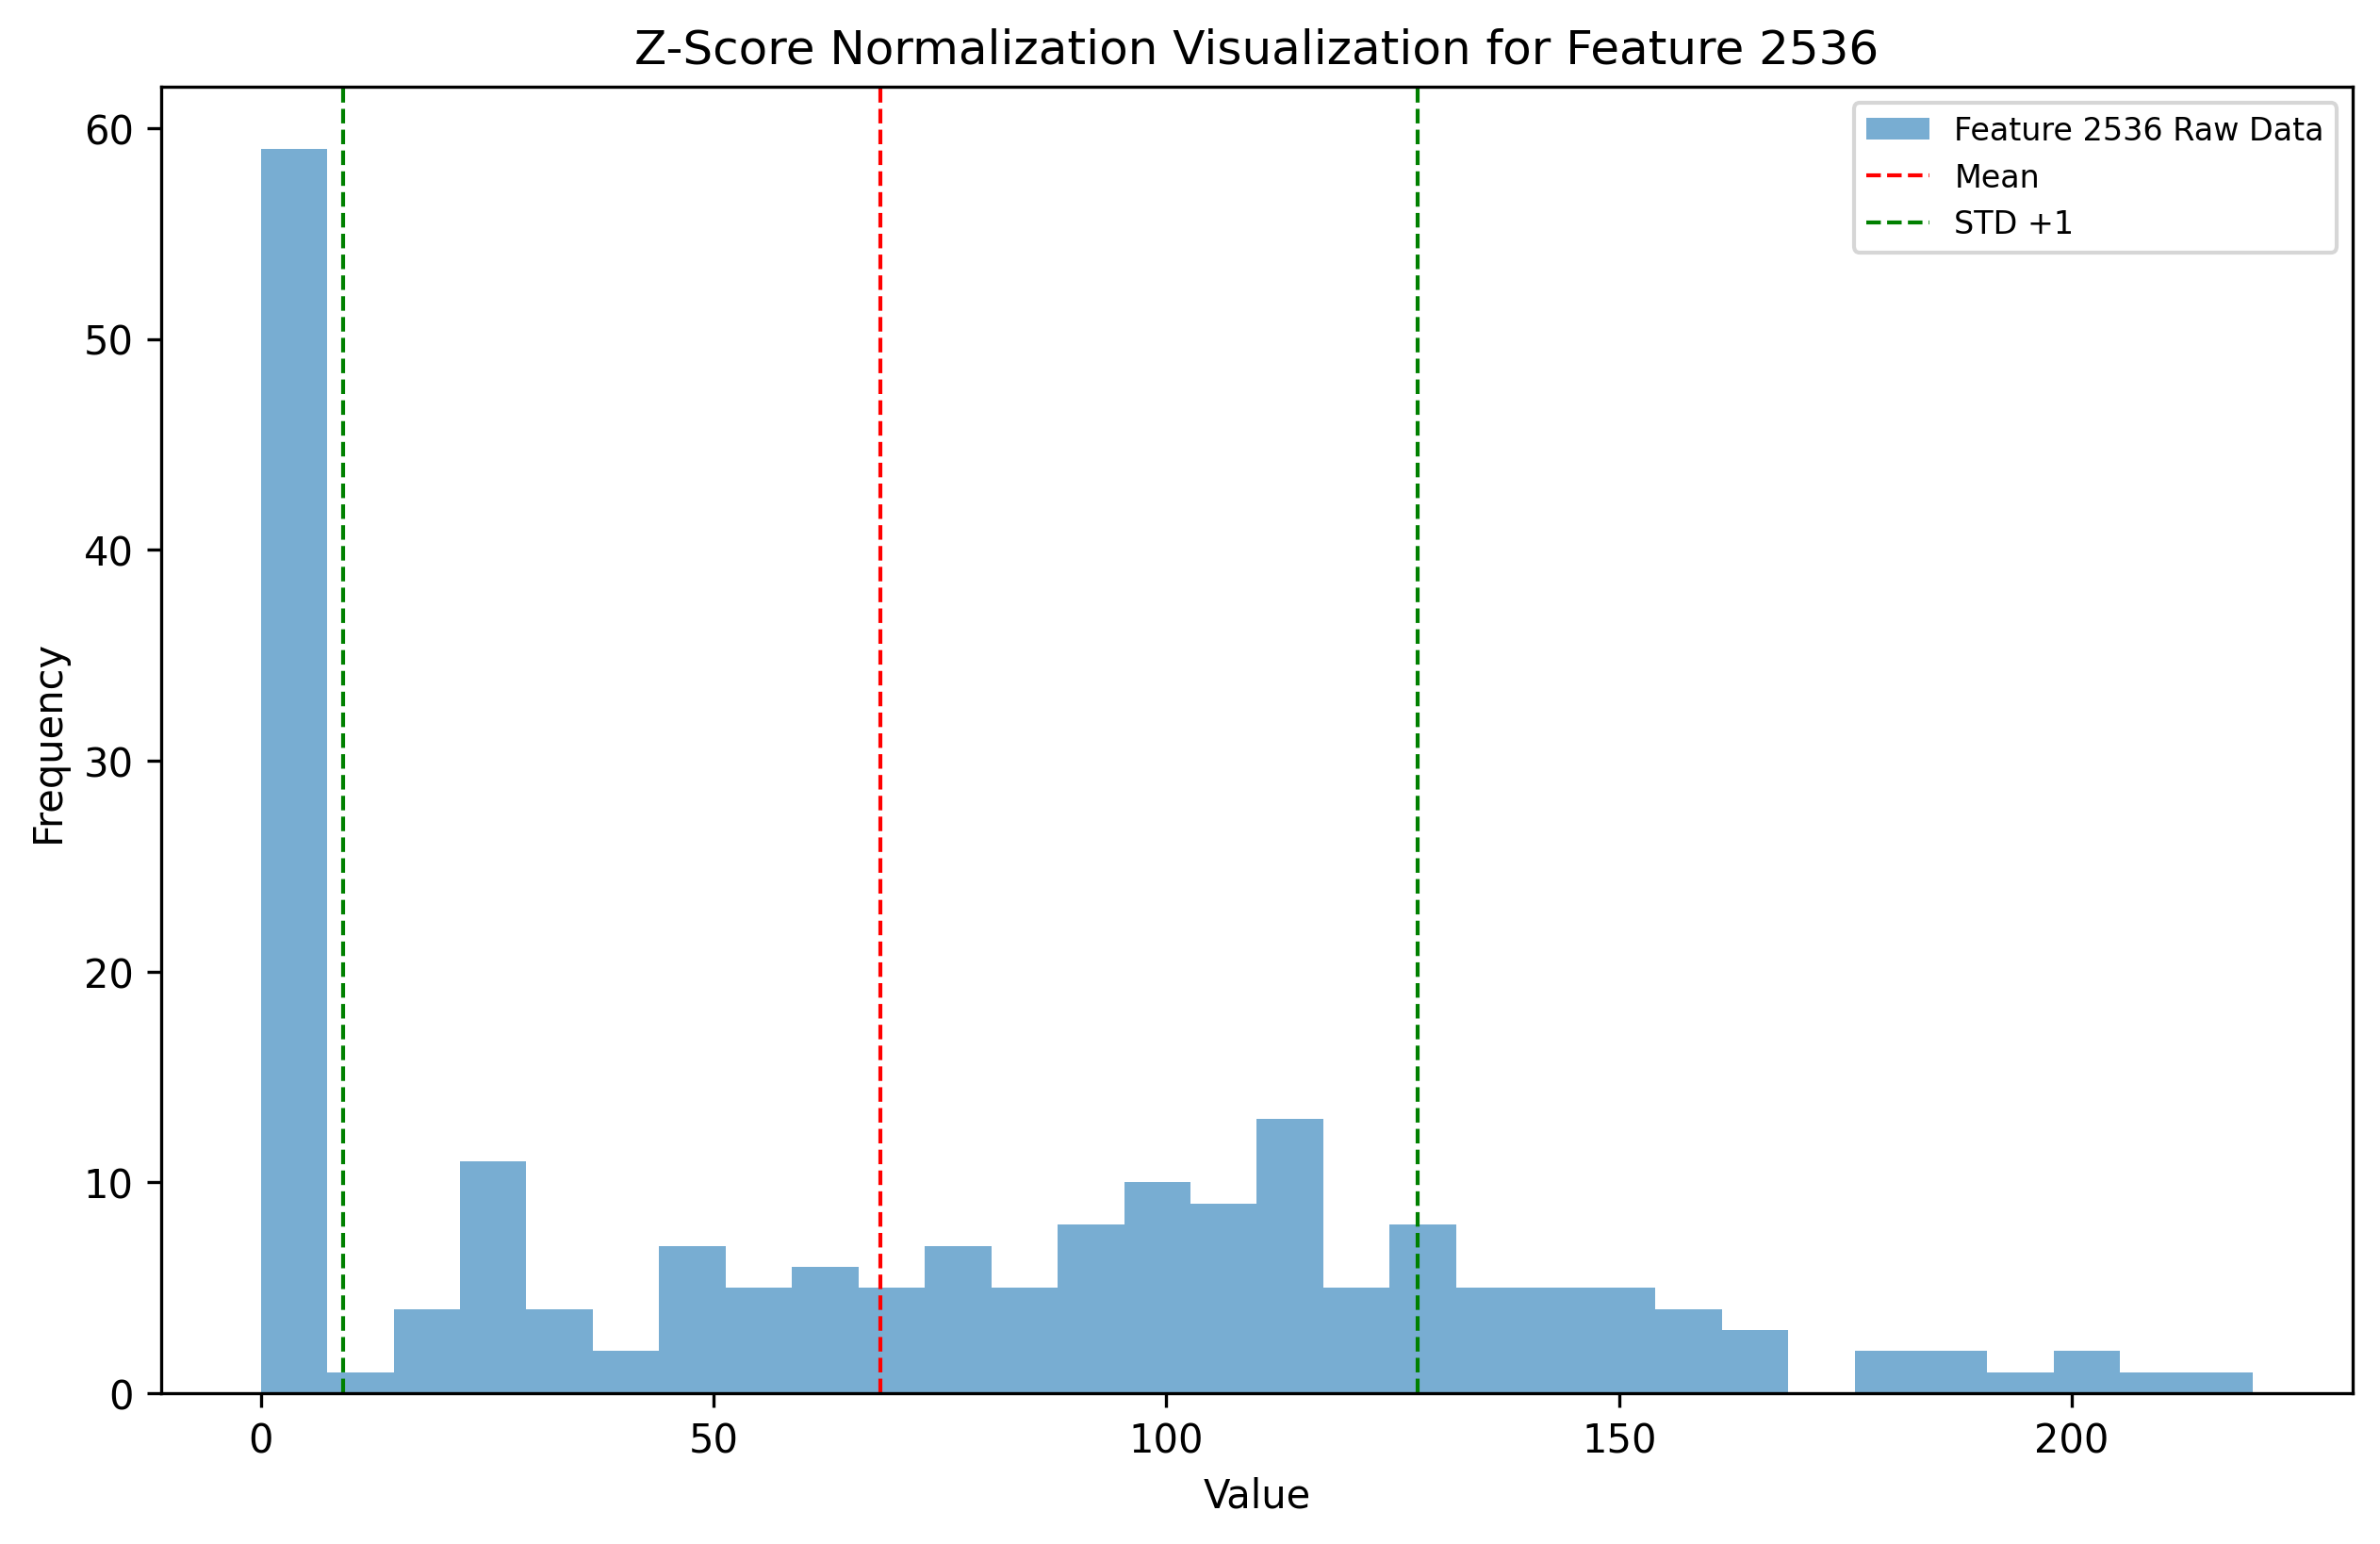 Z-Score Normalization Visualization for Feature 2536
Feature 2536 Raw Data
Mean
STD +1
60
50
40
30
20
10
0
Frequency
0 50 100 150 200
Value